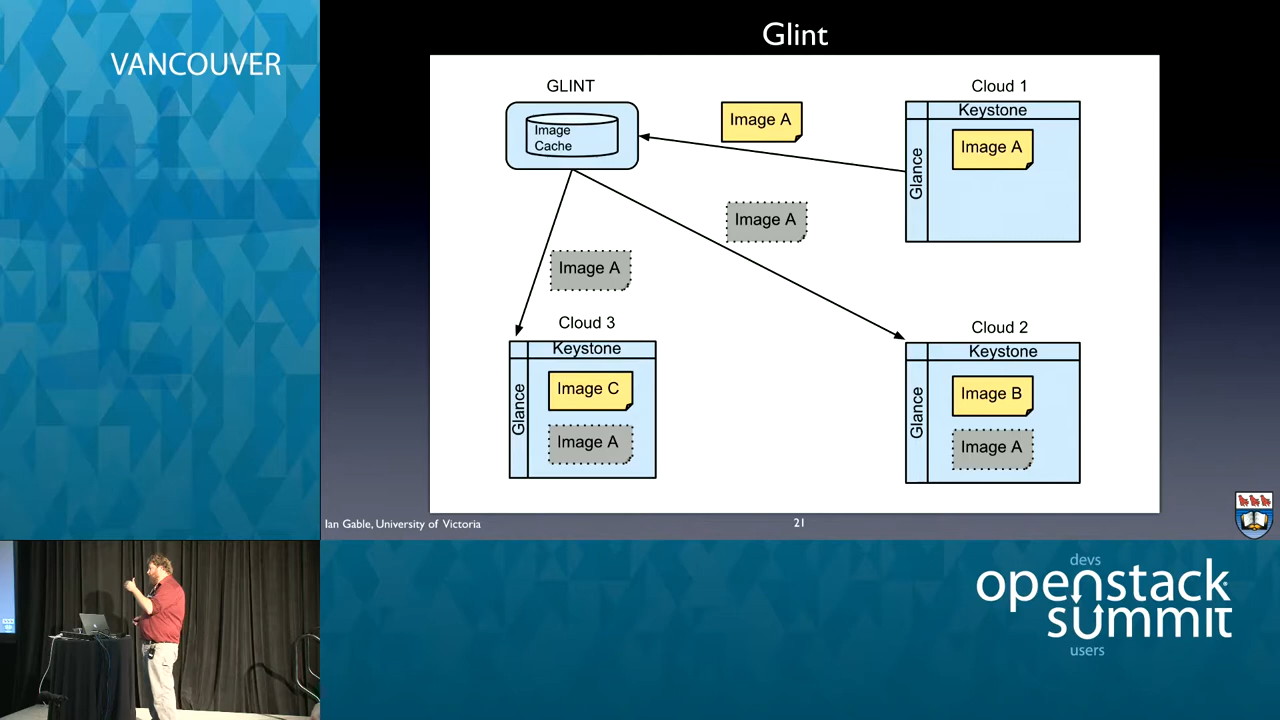 VANCOUVER
Glint
GLINT
Image
Cache
Image A
Cloud 1
Keystone
Glance
Image A
Image A
Image A
Cloud 3
Keystone
Glance
Image C
Image A
Cloud 2
Keystone
Glance
Image B
Image A
Ian Gable, University of Victoria
21
devs
openstack
summit
users